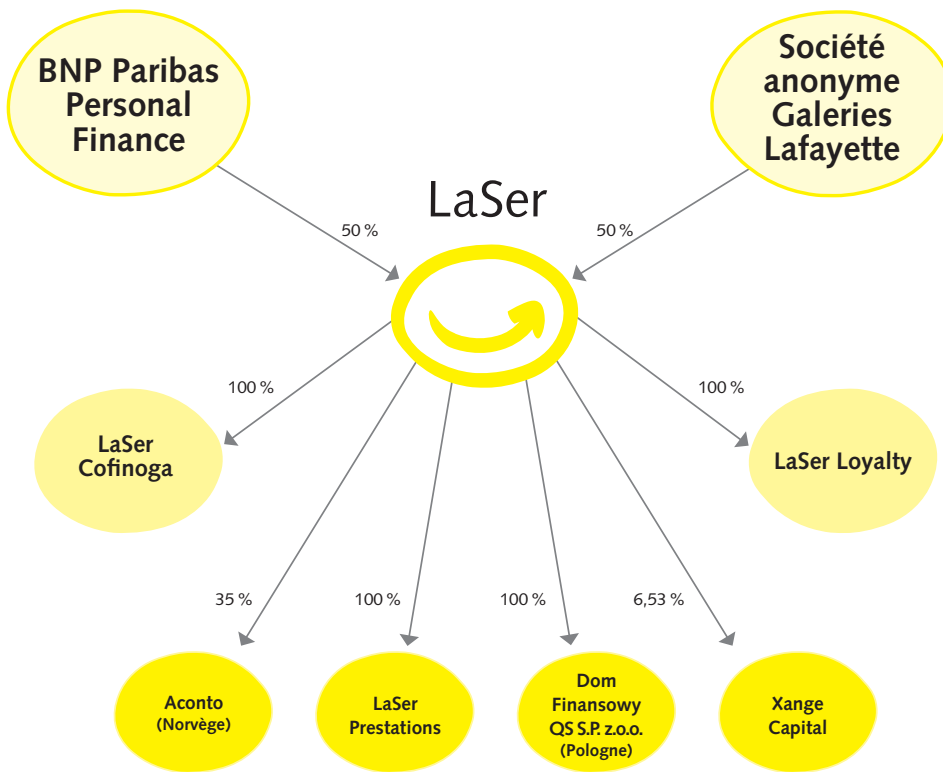 BNP Paribas
Personal
Finance
Société
anonyme
Galeries
Lafayette
LaSer
50 %
50 %
100 %
100 %
LaSer
Cofinoga
LaSer Loyalty
35 %
100 %
100 %
6,53 %
Aconto
(Norvège)
LaSer
Prestations
Dom
Finansowy
QS S.P. z.o.o.
(Pologne)
Xange
Capital